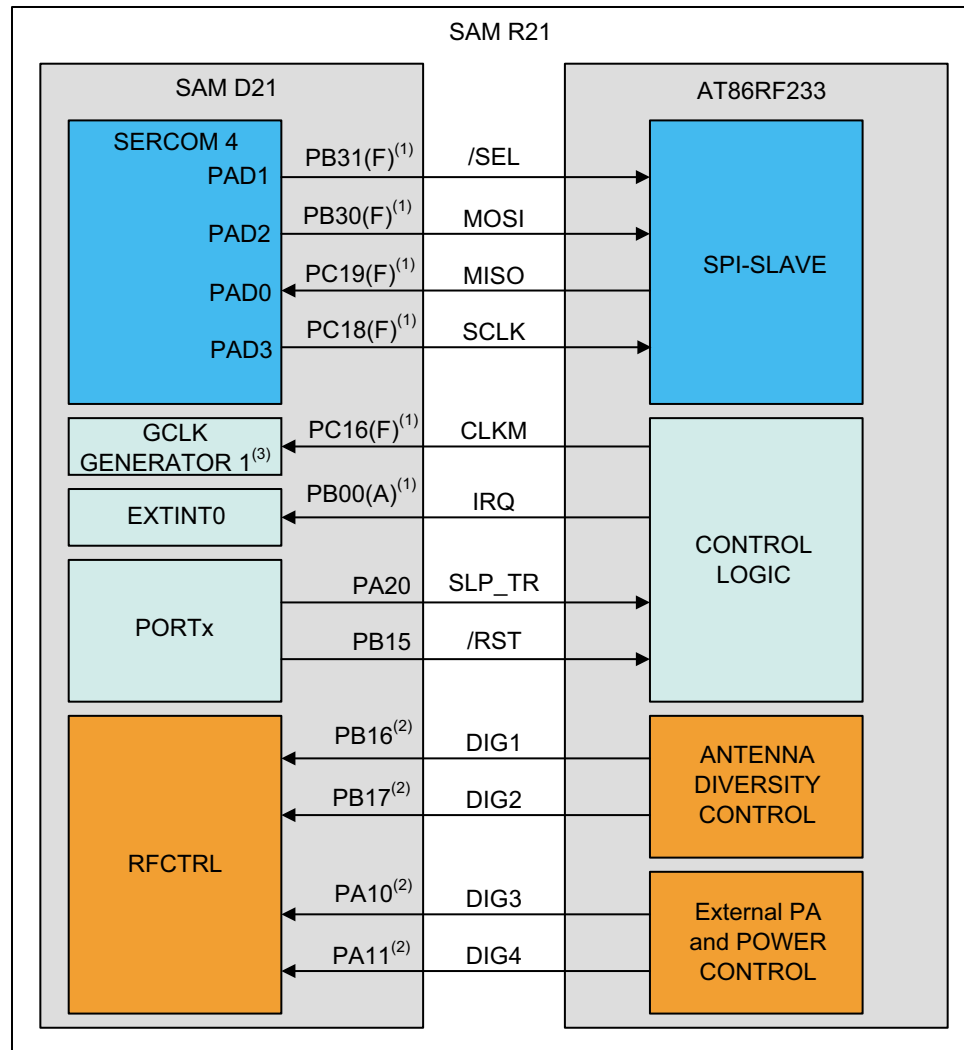 SAM R21
SAM D21
AT86RF233
SERCOM 4
PAD1
PB31(F)(1)
/SEL
PAD2
PB30(F)(1)
MOSI
SPI-SLAVE
PAD0
PC19(F)(1)
MISO
PAD3
PC18(F)(1)
SCLK
GCLK
GENERATOR 1(3)
PC16(F)(1)
CLKM
EXTINT0
PB00(A)(1)
IRQ
CONTROL
LOGIC
PORTx
PA20
SLP_TR
PB15
/RST
RFCTRL
PB16(2)
DIG1
PB17(2)
DIG2
ANTENNA
DIVERSITY
CONTROL
PA10(2)
DIG3
PA11(2)
DIG4
External PA
and POWER
CONTROL